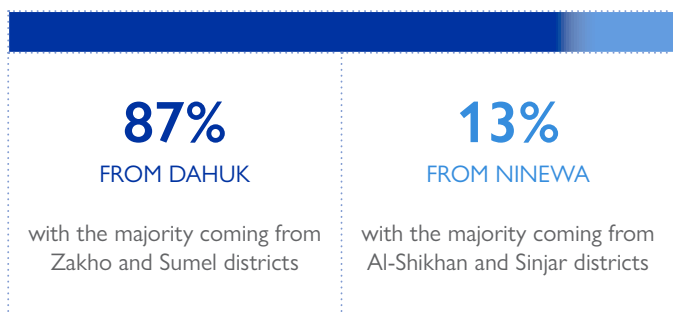 87%
FROM DAHUK
with the majority coming from
Zakho and Sumel districts
13%
FROM NINEWA
with the majority coming from
Al-Shikhan and Sinjar districts